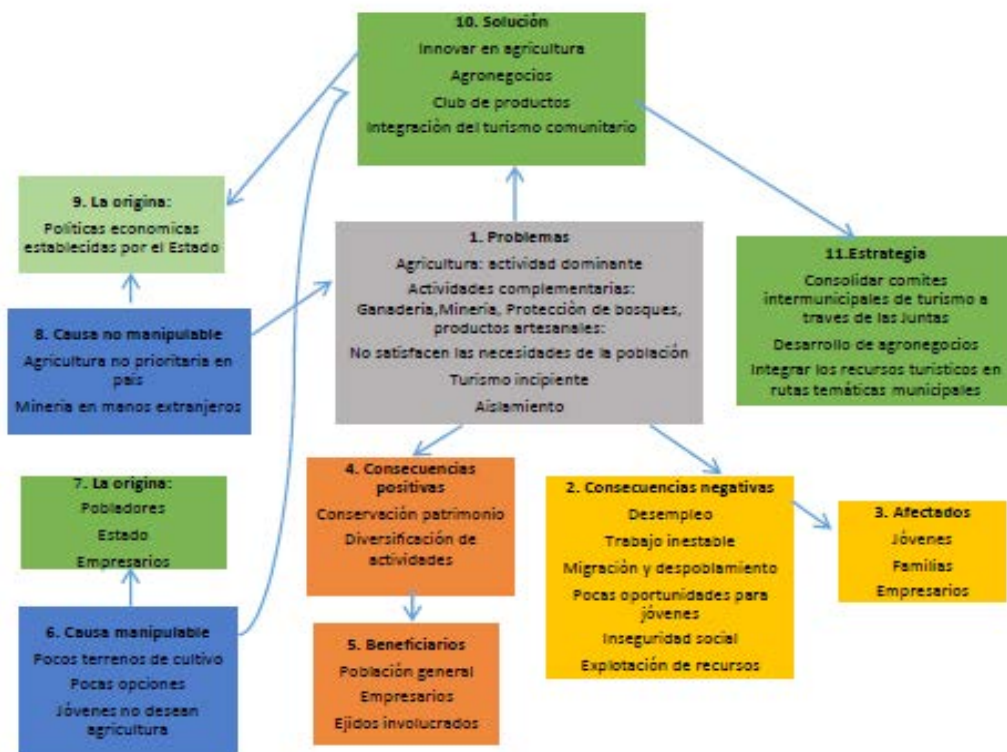 10. Solución
Innovar en agricultura
Agronegocios
Club de productos
Integración del turismo comunitario
9. La origina:
Políticas economicas
establecidas por el Estado
1. Problemas
Agricultura: actividad dominante
Actividades complementarias:
Ganadería,Minería, Protección de bosques,
productos artesanales:
No satisfacen las necesidades de la población
Turismo incipiente
Aislamiento
11.Estrategia
Consolidar comites
intermunicipales de turismo a
traves de las Juntas
Desarrollo de agronegocios
Integrar los recursos turísticos en
rutas temáticas municipales
8. Causa no manipulable
Agricultura no prioritaria en
país
Minería en manos extranjeros
7. La origina:
Pobladores
Estado
Empresarios
4. Consecuencias
positivas
Conservación patrimonio
Diversificación de
actividades
2. Consecuencias negativas
Desempleo
Trabajo inestable
Migración y despoblamiento
Pocas oportunidades para
jóvenes
Inseguridad social
Explotación de recursos
3. Afectados
Jóvenes
Familias
Empresarios
6. Causa manipulable
Pocos terrenos de cultivo
Pocas opciones
Jóvenes no desean
agricultura
5. Beneficiarios
Población general
Empresarios
Ejidos involucrados